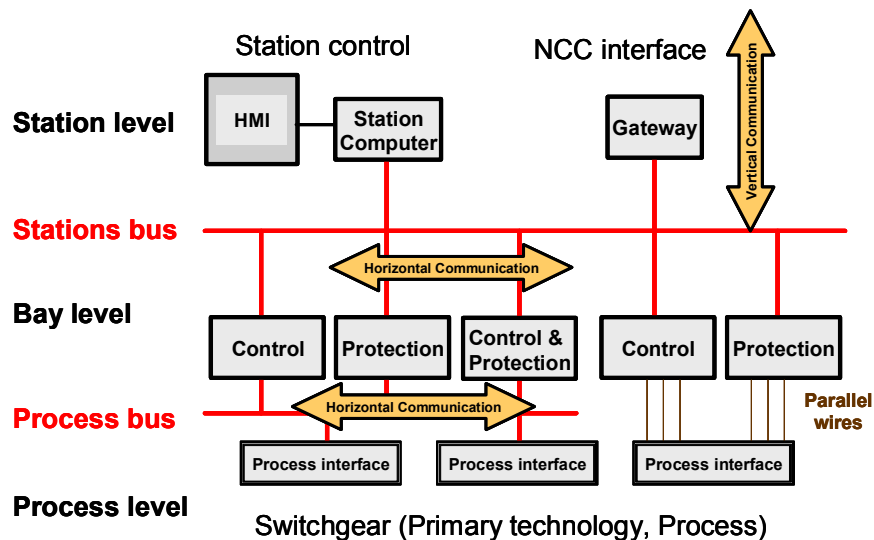 Station control
NCC interface
Station level
HMI
Station
Computer
Gateway
Vertical Communication
Stations bus
Horizontal Communication
Bay level
Control
Protection
Control &
Protection
Control
Protection
Process bus
Horizontal Communication
Parallel
wires
Process interface
Process interface
Process interface
Process level
Switchgear (Primary technology, Process)